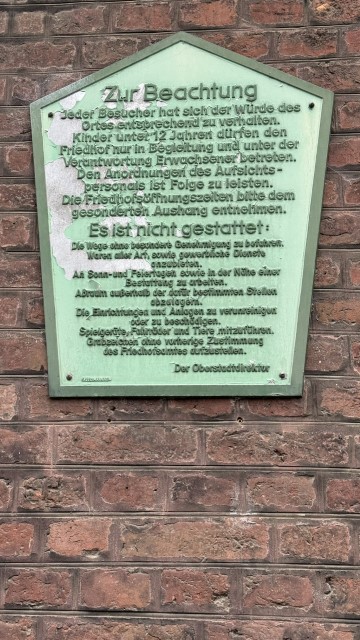 Zur Beachtung
Jeder Besucher hat sich der Würde des
Ortes entsprechend zu verhalten.
Kinder unter 12 Jahren dürfen den
Friedhof nur in Begleitung und unter der
Verantwortung Erwachsener betreten.
Den Anordnungen des Aufsichts-
personals ist Folge zu leisten.
Die Friedhofsöffnungszeiten bitte dem
gesonderten Aushang entnehmen.
Es ist nicht gestattet:
Die Wege ohne besondere Genehmigung zu befahren.
Waren aller Art, sowie gewerbliche Dienste
anzubieten.
An Sonn-und Feiertagen sowie in der Nähe einer
Bestattung zu arbeiten.
Abraum außerhalb der dafür bestimmten Stellen
abzulagern.
Die Einrichtungen und Anlagen zu verunreinigen
oder zu beschädigen.
Spielgeräte, Fahrräder und Tiere mitzuführen.
Grabzeichen ohne vorherige Zustimmung
des Friedhofsamtes aufzustellen.
Der Oberstadtdirektor